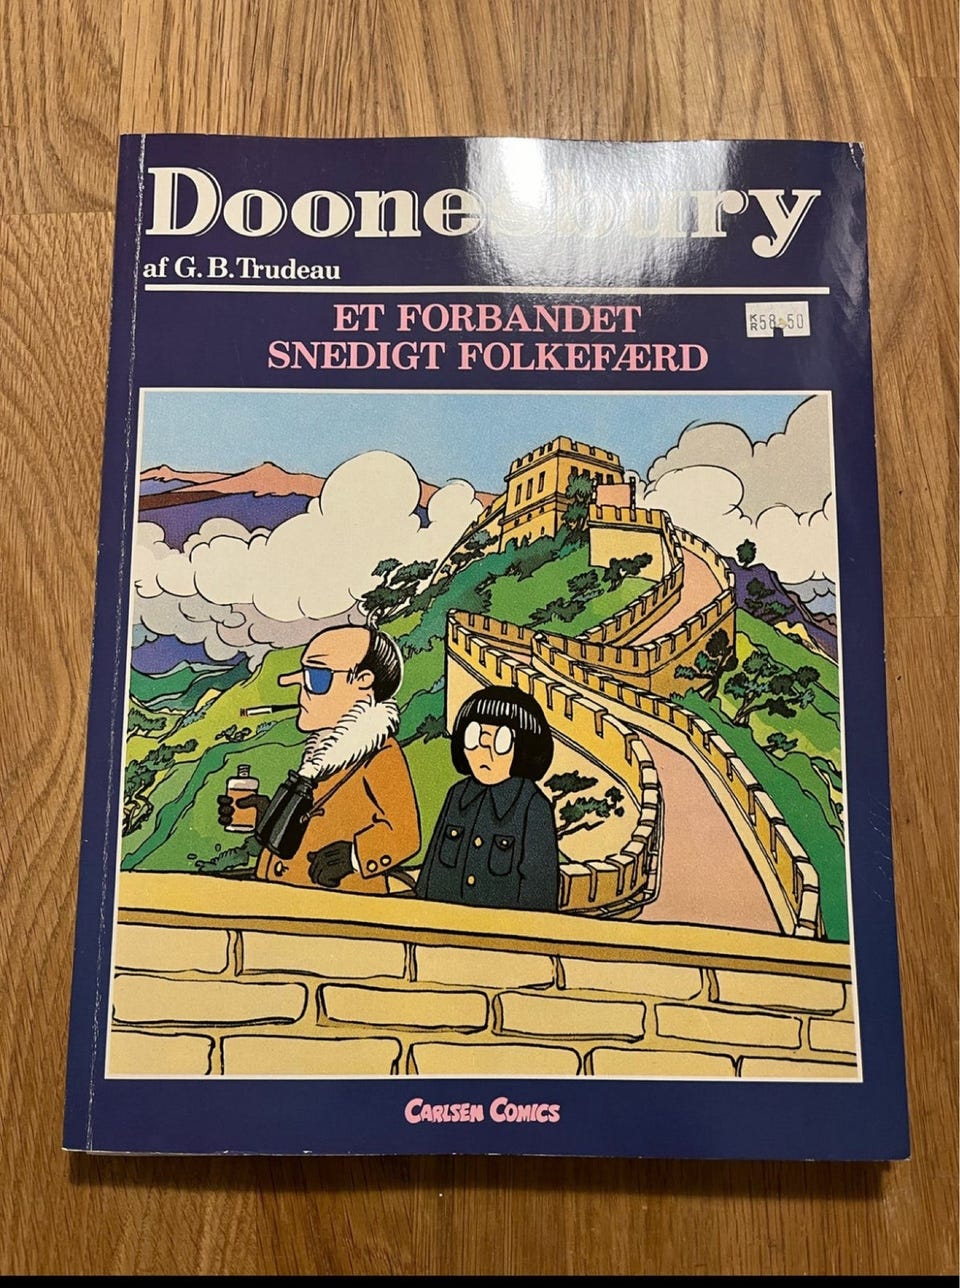 Doonesbury
af G. B. Trudeau
ET FORBANDET
SNEDIGT FOLKEFÆRD
KR 58.50
CARLSEN COMICS